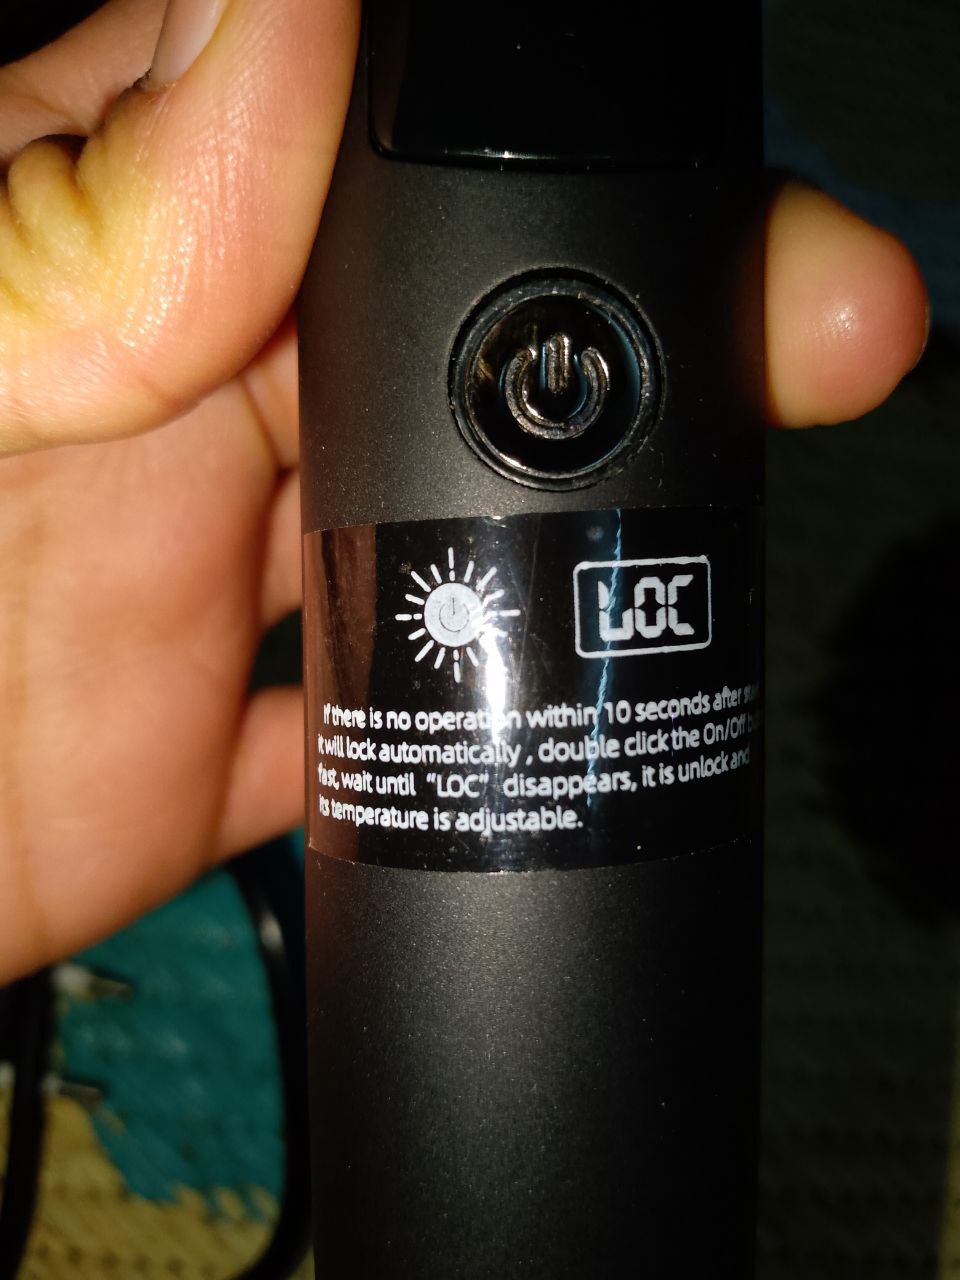 LOC
If there is no operation within 10 seconds after
it will lock automatically , double click the On/Off
fast, wait until “LOC” disappears, it is unlock and
its temperature is adjustable.